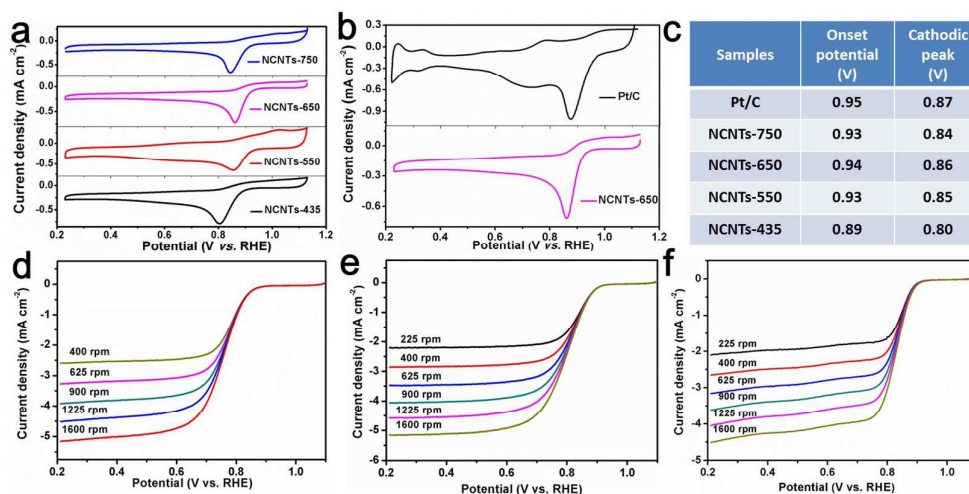 a
0.0
-0.5
NCNTs-750
0.0
-0.5
NCNTs-650
0.0
-0.5
NCNTs-550
0.0
-0.5
NCNTs-435
0.2 0.4 0.6 0.8 1.0 1.2
Potential (V vs. RHE)
Current density (mA cm-2)
b
0.3
0.0
-0.3
-0.6
-0.9
Pt/C
0.0
-0.3
-0.6
NCNTs-650
0.2 0.4 0.6 0.8 1.0 1.2
Potential (V vs. RHE)
Current density (mA cm-2)
c
Samples Onset potential (V) Cathodic peak (V)
Pt/C 0.95 0.87
NCNTs-750 0.93 0.84
NCNTs-650 0.94 0.86
NCNTs-550 0.93 0.85
NCNTs-435 0.89 0.80
d
0
-1
-2
-3
-4
-5
400 rpm
625 rpm
900 rpm
1225 rpm
1600 rpm
0.2 0.4 0.6 0.8 1.0
Potential (V vs. RHE)
Current density (mA cm-2)
e
0
-1
-2
-3
-4
-5
-6
225 rpm
400 rpm
625 rpm
900 rpm
1225 rpm
1600 rpm
0.2 0.4 0.6 0.8 1.0
Potential (V vs. RHE)
Current density (mA cm-2)
f
0
-1
-2
-3
-4
-5
225 rpm
400 rpm
625 rpm
900 rpm
1225 rpm
1600 rpm
0.2 0.4 0.6 0.8 1.0
Potential (V vs. RHE)
Current density (mA cm-2)